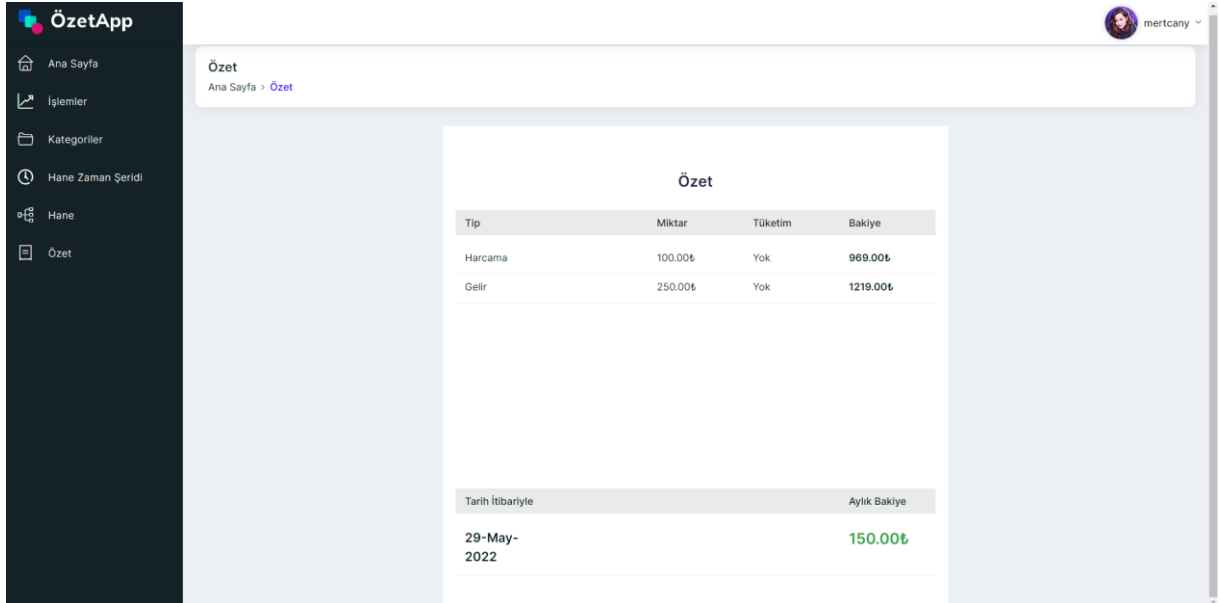 ÖzetApp
mertcany
Ana Sayfa
İşlemler
Kategoriler
Hane Zaman Şeridi
Hane
Özet
Özet
Ana Sayfa > Özet
Özet
Tip Miktar Tüketim Bakiye
Harcama 100.00₺ Yok 969.00₺
Gelir 250.00₺ Yok 1219.00₺
Tarih İtibariyle Aylık Bakiye
29-May-
2022
150.00₺